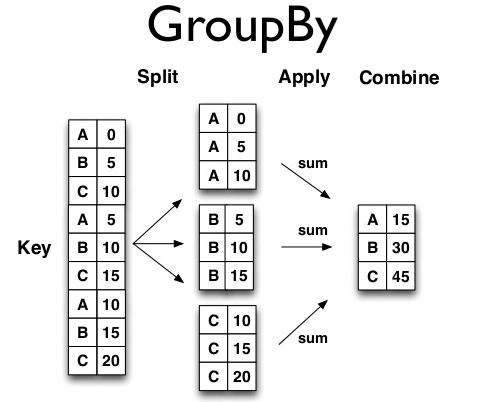 GroupBy
Split Apply Combine
Key
A 0
B 5
C 10
A 5
B 10
C 15
A 10
B 15
C 20
A 0
A 5
A 10
B 5
B 10
B 15
C 10
C 15
C 20
sum
sum
sum
A 15
B 30
C 45